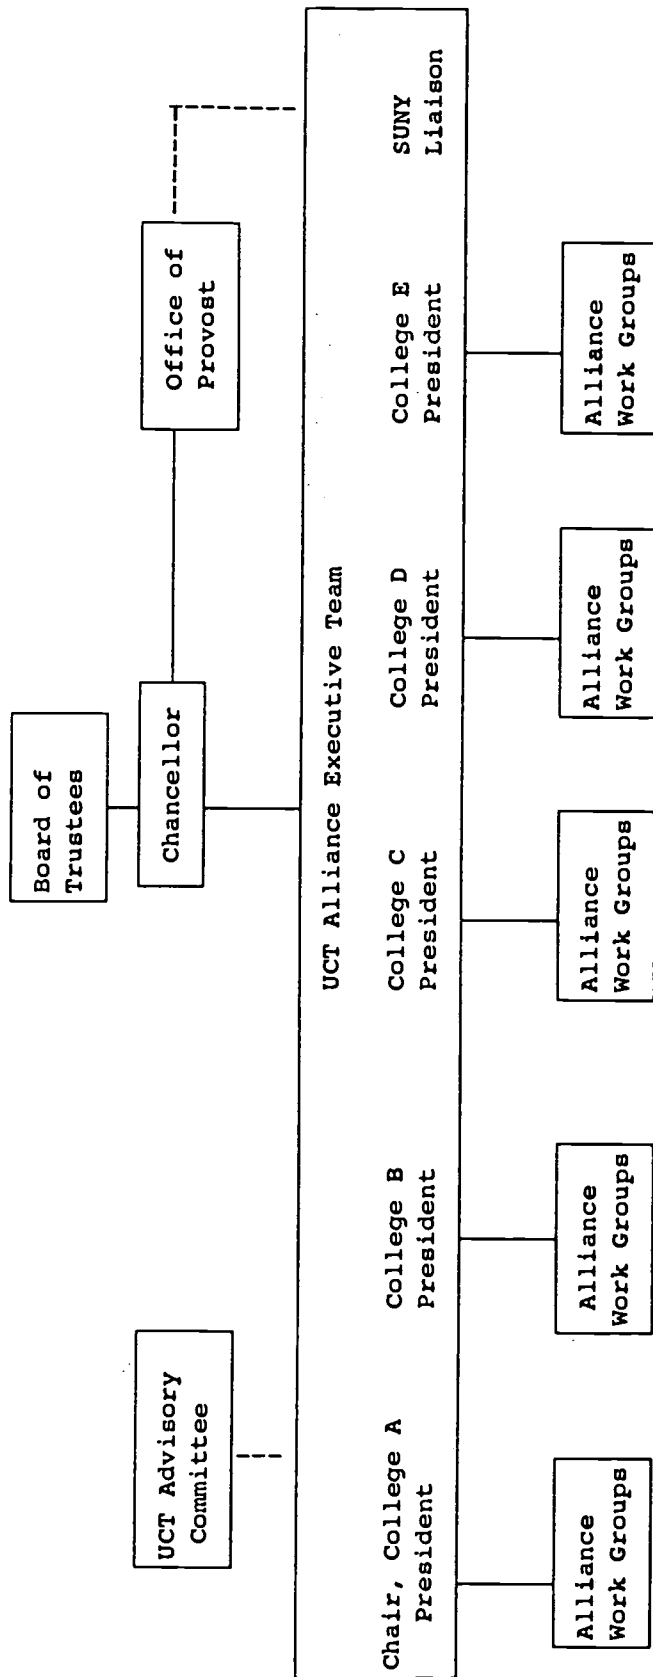 Board of
Trustees
Chancellor
Office of
Provost
UCT Advisory
Committee
UCT Alliance Executive Team
Chair, College A
President
College B
President
College C
President
College D
President
College E
President
SUNY
Liaison
Alliance
Work Groups
Alliance
Work Groups
Alliance
Work Groups
Alliance
Work Groups
Alliance
Work Groups